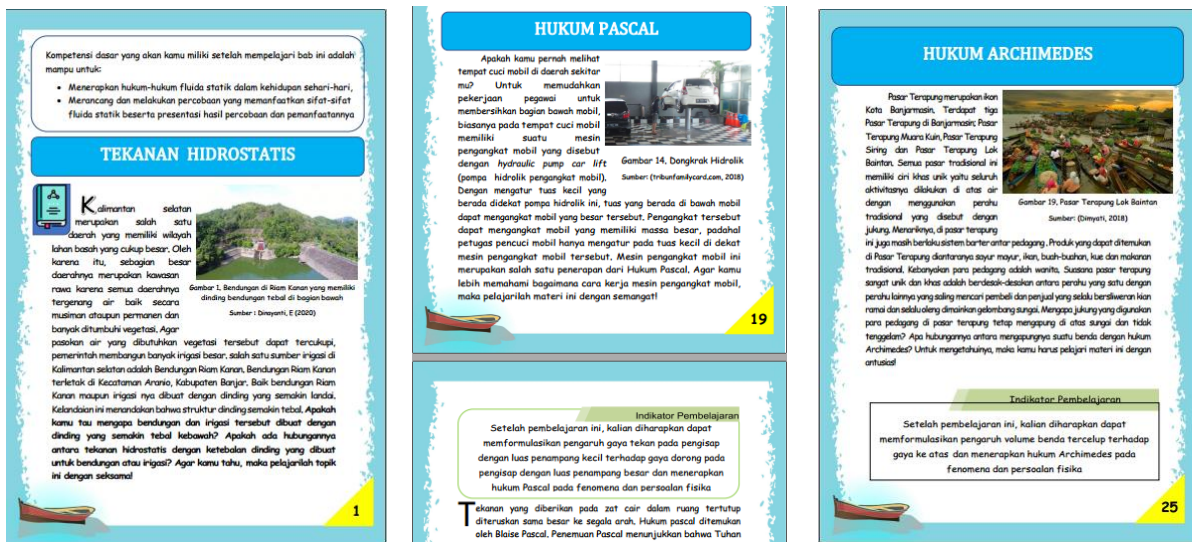 Kompetensi dasar yang akan kamu miliki setelah mempelajari bab ini adalah
mampu untuk:
• Menerapkan hukum-hukum fluida statik dalam kehidupan sehari-hari,
• Merancang dan melakukan percobaan yang memanfaatkan sifat-sifat
fluida statik beserta presentasi hasil percobaan dan pemanfaatannya
TEKANAN HIDROSTATIS
Kalimantan selatan
merupakan salah satu
daerah yang memiliki wilayah
lahan basah yang cukup besar. Oleh
karena itu, sebagian besar
daerahnya merupakan kawasan
rawa karena semua daerahnya
tergenang air baik secara
musiman ataupun permanen dan
banyak ditumbuhi vegetasi. Agar
pasokan air yang dibutuhkan vegetasi tersebut dapat tercukupi,
pemerintah membangun banyak irigasi besar, salah satu sumber irigasi di
Kalimantan selatan adalah Bendungan Riam Kanan. Bendungan Riam Kanan
terletak di Kecataman Aranio, Kabupaten Banjar. Baik bendungan Riam
Kanan maupun irigasi nya dibuat dengan dinding yang semakin landai.
Kelandaian ini menandakan bahwa struktur dinding semakin tebal. Apakah
kamu tau mengapa bendungan dan irigasi tersebut dibuat dengan
dinding yang semakin tebal kebawah? Apakah ada hubungannya
antara tekanan hidrostatis dengan ketebalan dinding yang dibuat
untuk bendungan atau irigasi? Agar kamu tahu, maka pelajarilah topik
ini dengan seksama!
Gambar 1. Bendungan di Riam Kanan yang memiliki
dinding bendungan tebal di bagian bawah
Sumber : Dinayanti, E (2020)
1
HUKUM PASCAL
Apakah kamu pernah melihat
tempat cuci mobil di daerah sekitar
mu? Untuk memudahkan
pekerjaan pegawai untuk
membersihkan bagian bawah mobil,
biasanya pada tempat cuci mobil
memiliki suatu mesin
pengangkat mobil yang disebut
dengan hydraulic pump car lift
(pompa hidrolik pengangkat mobil).
Dengan mengatur tuas kecil yang
berada didekat pompa hidrolik ini, tuas yang berada di bawah mobil
dapat mengangkat mobil yang besar tersebut. Pengangkat tersebut
dapat mengangkat mobil yang memiliki massa besar, padahal
petugas pencuci mobil hanya mengatur pada tuas kecil di dekat
mesin pengangkat mobil tersebut. Mesin pengangkat mobil ini
merupakan salah satu penerapan dari Hukum Pascal. Agar kamu
lebih memahami bagaimana cara kerja mesin pengangkat mobil,
maka pelajarilah materi ini dengan semangat!
Gambar 14. Dongkrak Hidrolik
Sumber: (tribunfamilycard.com, 2018)
19
Indikator Pembelajaran
Setelah pembelajaran ini, kalian diharapkan dapat
memformulasikan pengaruh gaya tekan pada pengisap
dengan luas penampang kecil terhadap gaya dorong pada
pengisap dengan luas penampang besar dan menerapkan
hukum Pascal pada fenomena dan persoalan fisika
Tekanan yang diberikan pada zat cair dalam ruang tertutup
diteruskan sama besar ke segala arah. Hukum pascal ditemukan
oleh Blaise Pascal. Penemuan Pascal menunjukkan bahwa Tuhan
HUKUM ARCHIMEDES
Pasar Terapung merupakan ikon
Kota Banjarmasin. Terdapat tiga
Pasar Terapung di Banjarmasin; Pasar
Terapung Muara Kuin, Pasar Terapung
Siring dan Pasar Terapung Lok
Baintan. Semua pasar tradisional ini
memiliki ciri khas unik yaitu seluruh
aktivitasnya dilakukan di atas air
dengan menggunakan perahu
tradisional yang disebut dengan
jukung. Menariknya, di pasar terapung
ini juga masih berlaku sistem barter antar pedagang. Produk yang dapat ditemukan
di Pasar Terapung diantaranya sayur mayur, ikan, buah-buahan, kue dan makanan
tradisional. Kebanyakan para pedagang adalah wanita. Suasana pasar terapung
sangat unik dan khas adalah berdesak-desakan antara perahu yang satu dengan
perahu lainnya yang saling mencari pembeli dan penjual yang selalu bersliweran kian
ramai dan selalu oleng dimainkan gelombang sungai. Mengapa jukung yang digunakan
para pedagang di pasar terapung tetap mengapung di atas sungai dan tidak
tenggelam? Apa hubungannya antara mengapungnya suatu benda dengan hukum
Archimedes? Untuk mengetahuinya, maka kamu harus pelajari materi ini dengan
antusias!
Gambar 19. Pasar Terapung Lok Baintan
Sumber: (Dimyati, 2018)
Indikator Pembelajaran
Setelah pembelajaran ini, kalian diharapkan dapat
memformulasikan pengaruh volume benda tercelup terhadap
gaya ke atas dan menerapkan hukum Archimedes pada
fenomena dan persoalan fisika
25